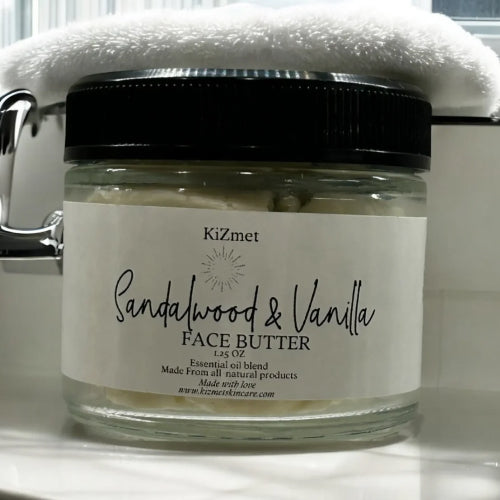 KiZmet
Sandalwood & Vanilla
FACE BUTTER
1.25 OZ
Essential oil blend
Made From all natural products
Made with love
www.kizmetskincare.com